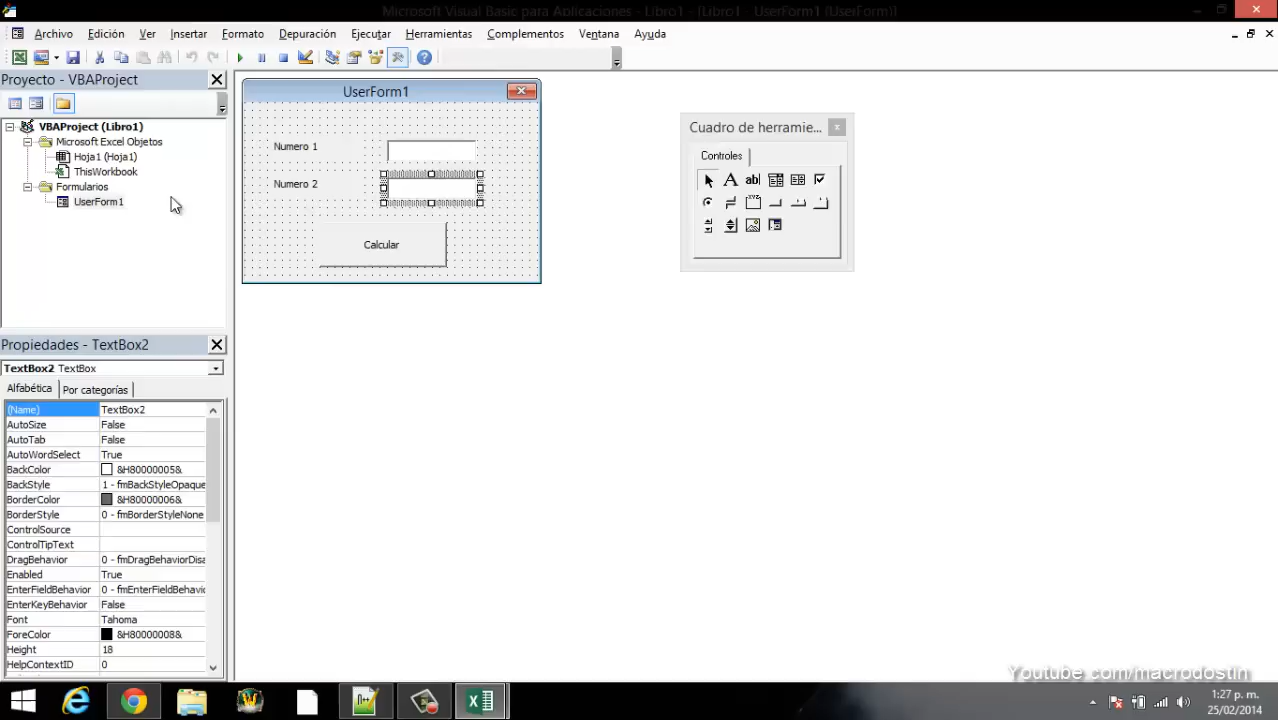 Microsoft Visual Basic para Aplicaciones - Libro1 - [Libro1 - UserForm1 (UserForm)]
Archivo Edición Ver Insertar Formato Depuración Ejecutar Herramientas Complementos Ventana Ayuda
Proyecto - VBAProject
VBAProject (Libro1)
Microsoft Excel Objetos
Hoja1 (Hoja1)
ThisWorkbook
Formularios
UserForm1
Propiedades - TextBox2
TextBox2 TextBox
Alfabética Por categorías
(Name) TextBox2
AutoSize False
AutoTab False
AutoWordSelect True
BackColor &H80000005&
BackStyle 1 - fmBackStyleOpaque
BorderColor &H80000006&
BorderStyle 0 - fmBorderStyleNone
ControlSource
ControlTipText
DragBehavior 0 - fmDragBehaviorDisa
Enabled True
EnterFieldBehavior 0 - fmEnterFieldBehavio
EnterKeyBehavior False
Font Tahoma
ForeColor &H80000008&
Height 18
HelpContextID 0
UserForm1
Numero 1
Numero 2
Calcular
Cuadro de herramie...
Controles
A ab
Youtube.com/macrodostin
N++
1:27 p. m.
25/02/2014